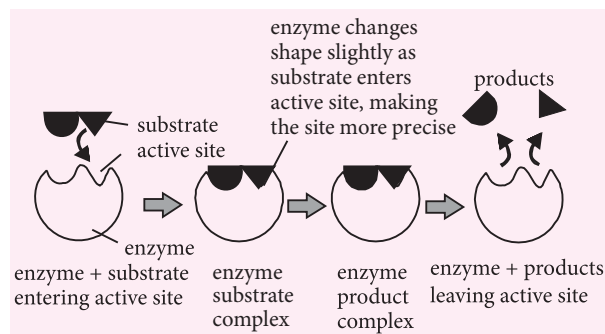 enzyme changes
shape slightly as
substrate enters
active site, making
the site more precise
products
substrate
active site
enzyme
enzyme + substrate
entering active site
enzyme
substrate
complex
enzyme
product
complex
enzyme + products
leaving active site